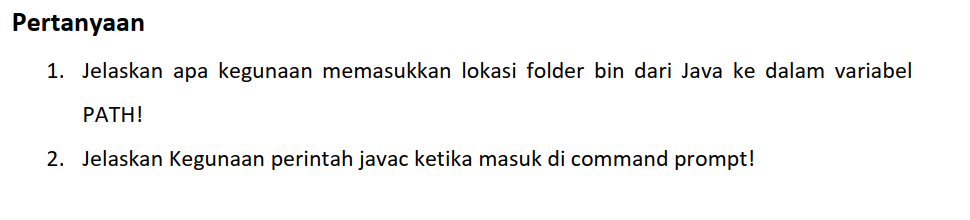 Pertanyaan
1. Jelaskan apa kegunaan memasukkan lokasi folder bin dari Java ke dalam variabel
PATH!
2. Jelaskan Kegunaan perintah javac ketika masuk di command prompt!